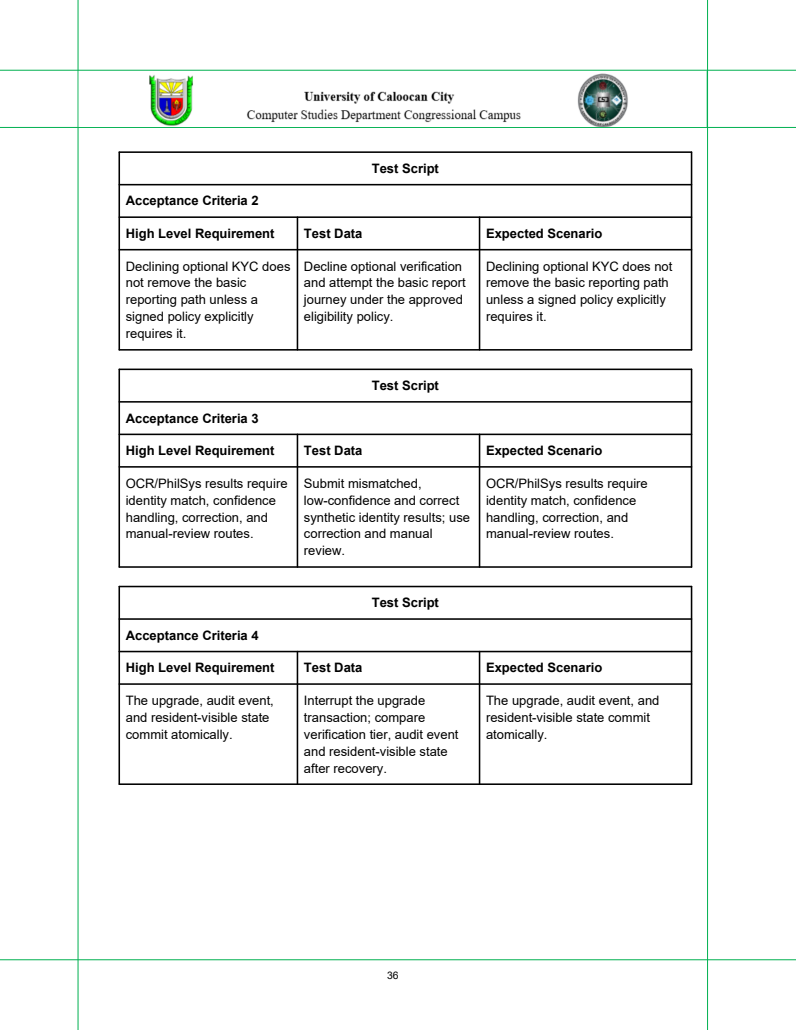 University of Caloocan City
Computer Studies Department Congressional Campus
Test Script
Acceptance Criteria 2
High Level Requirement
Test Data
Expected Scenario
Declining optional KYC does
not remove the basic
reporting path unless a
signed policy explicitly
requires it.
Decline optional verification
and attempt the basic report
journey under the approved
eligibility policy.
Declining optional KYC does not
remove the basic reporting path
unless a signed policy explicitly
requires it.
Test Script
Acceptance Criteria 3
High Level Requirement
Test Data
Expected Scenario
OCR/PhilSys results require
identity match, confidence
handling, correction, and
manual-review routes.
Submit mismatched,
low-confidence and correct
synthetic identity results; use
correction and manual
review.
OCR/PhilSys results require
identity match, confidence
handling, correction, and
manual-review routes.
Test Script
Acceptance Criteria 4
High Level Requirement
Test Data
Expected Scenario
The upgrade, audit event,
and resident-visible state
commit atomically.
Interrupt the upgrade
transaction; compare
verification tier, audit event
and resident-visible state
after recovery.
The upgrade, audit event, and
resident-visible state commit
atomically.
36